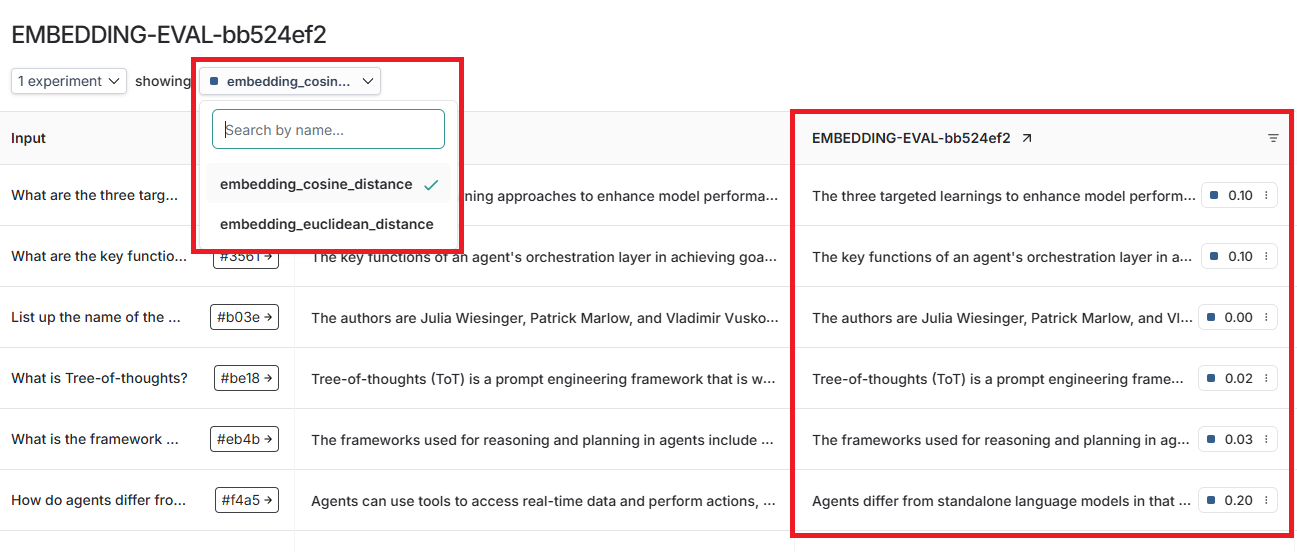 EMBEDDING-EVAL-bb524ef2
1 experiment showing embedding_cosin...
Search by name...
embedding_cosine_distance
embedding_euclidean_distance
Input EMBEDDING-EVAL-bb524ef2
What are the three targ... ning approaches to enhance model performa... The three targeted learnings to enhance model perform... 0.10
What are the key functio... #3561 → The key functions of an agent's orchestration layer in achieving goa... The key functions of an agent's orchestration layer in a... 0.10
List up the name of the ... #b03e → The authors are Julia Wiesinger, Patrick Marlow, and Vladimir Vusko... The authors are Julia Wiesinger, Patrick Marlow, and Vl... 0.00
What is Tree-of-thoughts? #be18 → Tree-of-thoughts (ToT) is a prompt engineering framework that is w... Tree-of-thoughts (ToT) is a prompt engineering frame... 0.02
What is the framework ... #eb4b → The frameworks used for reasoning and planning in agents include ... The frameworks used for reasoning and planning in ag... 0.03
How do agents differ fro... #f4a5 → Agents can use tools to access real-time data and perform actions, ... Agents differ from standalone language models in that ... 0.20